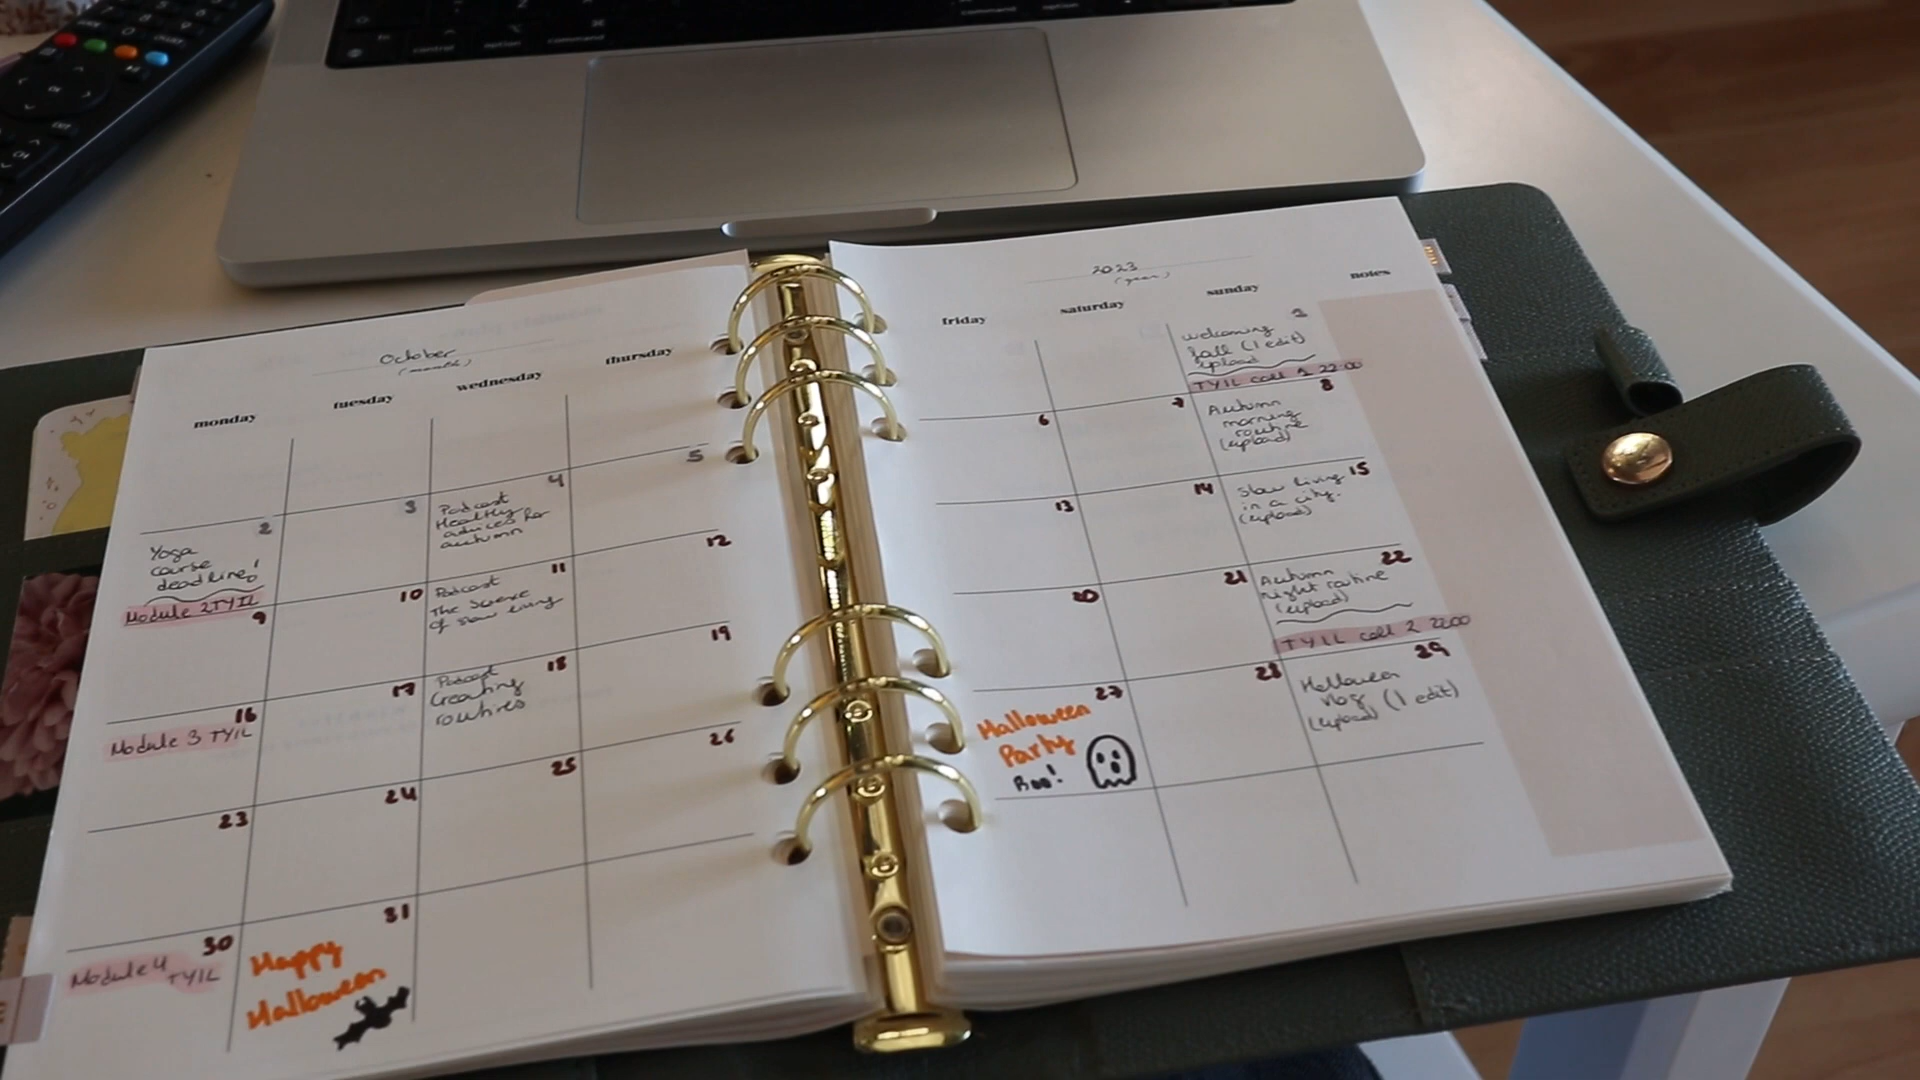 October
(month)
monday
tuesday
wednesday
thursday
2
Yoga
course
deadline!
Module 2 TYIL
3
4
Podcast
Healthy
advices for
autumn
5
9
10
11
Podcast
The Science
of slow living
12
16
Module 3 TYIL
17
18
Podcast
Creating
routines
19
23
24
25
26
30
Module 4
TYIL
31
Happy
Halloween
2023
(year)
friday
saturday
sunday
notes
1
welcoming
fall (1 edit)
upload
TYIL call 1 22:00
6
7
8
Autumn
morning
routine
(upload)
13
14
15
Slow living
in a city.
(upload)
20
21
22
Autumn
night routine
(upload)
TYIL call 2 22:00
27
Halloween
Party
Boo!
28
29
Halloween
vlog
(upload) (1 edit)
control
option
command
command
option